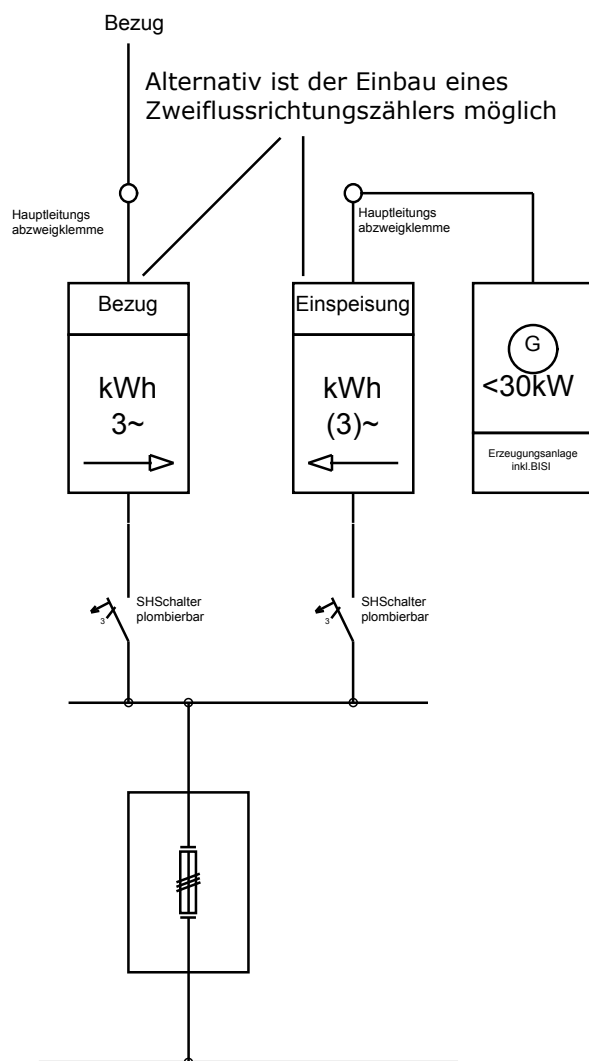 Bezug
Alternativ ist der Einbau eines
Zweiflussrichtungszählers möglich
Hauptleitungs
abzweigklemme
Hauptleitungs
abzweigklemme
Bezug
kWh
3~
Einspeisung
kWh
(3)~
G
<30kW
Erzeugungsanlage
inkl.BISI
3
SHSchalter
plombierbar
3
SHSchalter
plombierbar